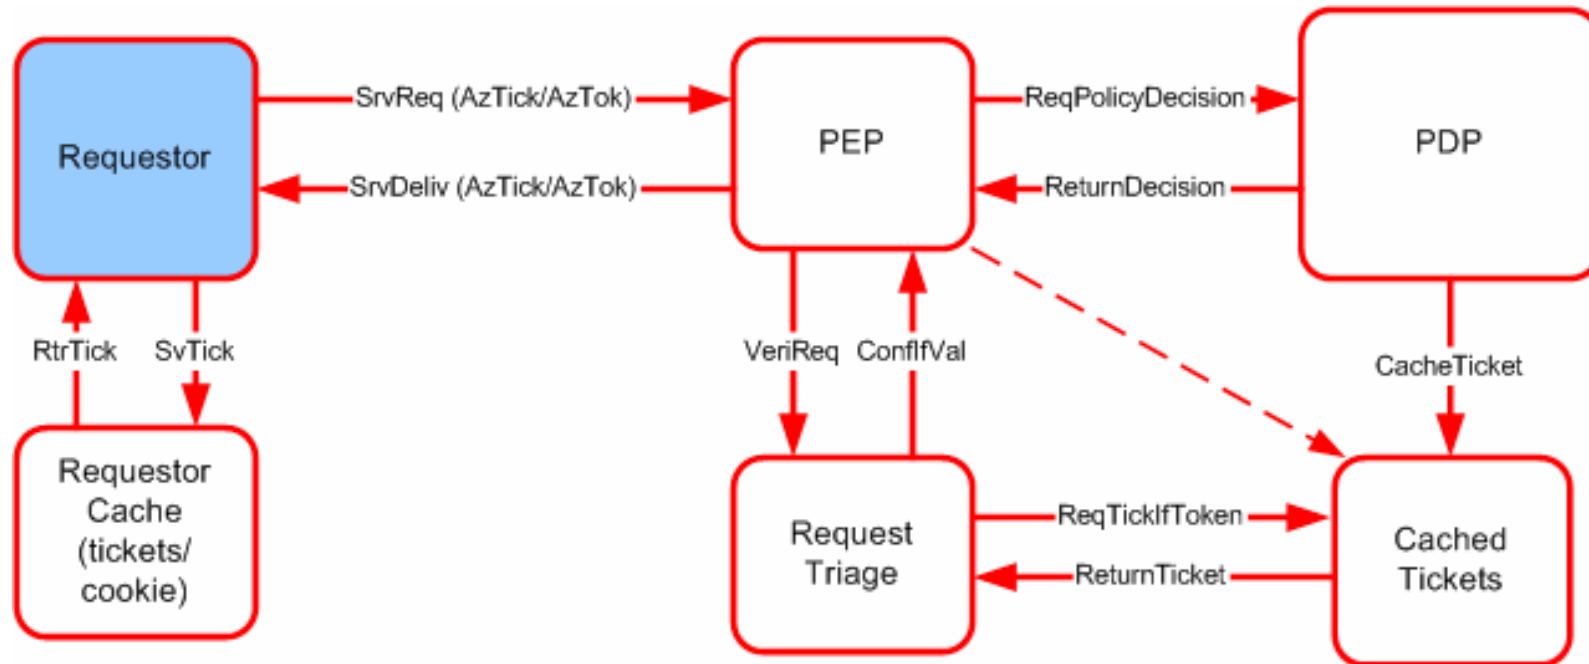 Requestor
SrvReq (AzTick/AzTok)
PEP
ReqPolicyDecision
PDP
SrvDeliv (AzTick/AzTok)
ReturnDecision
RtrTick
SvTick
VeriReq
ConfIfVal
CacheTicket
Requestor
Cache
(tickets/
cookie)
Request
Triage
ReqTickIfToken
ReturnTicket
Cached
Tickets